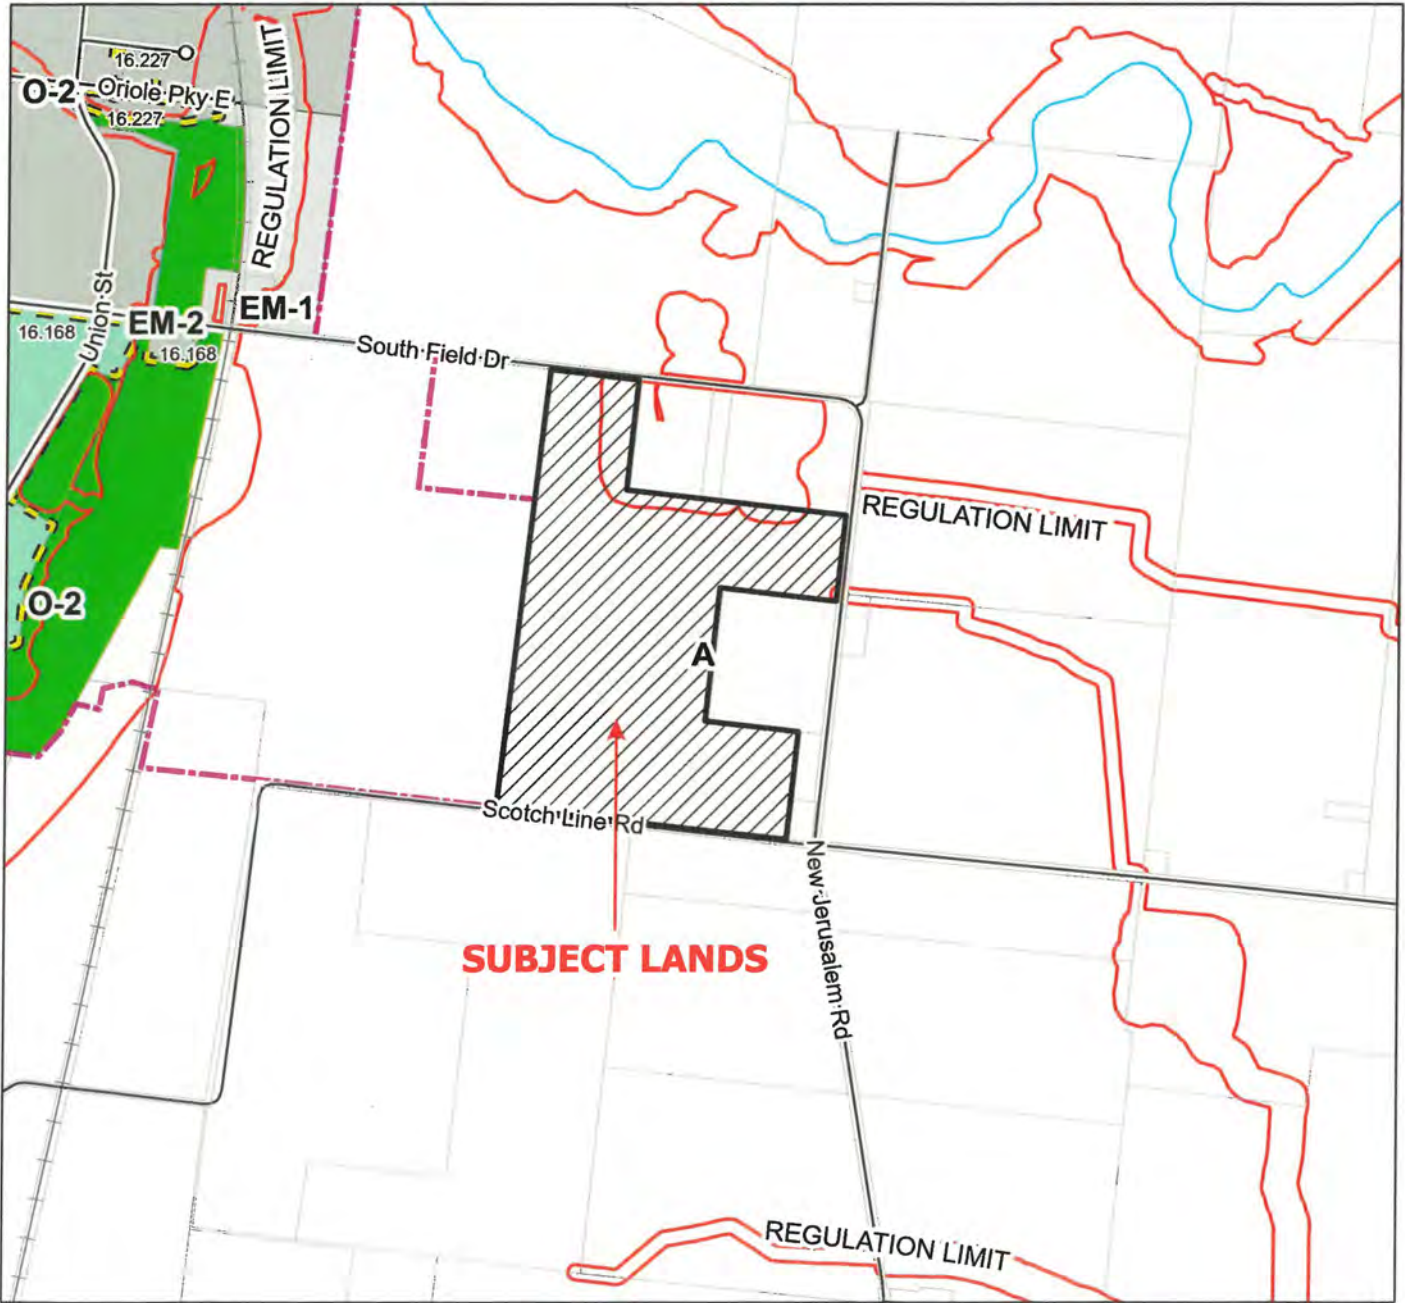 16.227
O-2
Oriole Pky E
16.227
REGULATION LIMIT
Union St
EM-1
EM-2
16.168
16.168
South Field Dr
REGULATION LIMIT
O-2
A
Scotch Line Rd
New Jerusalem Rd
SUBJECT LANDS
REGULATION LIMIT